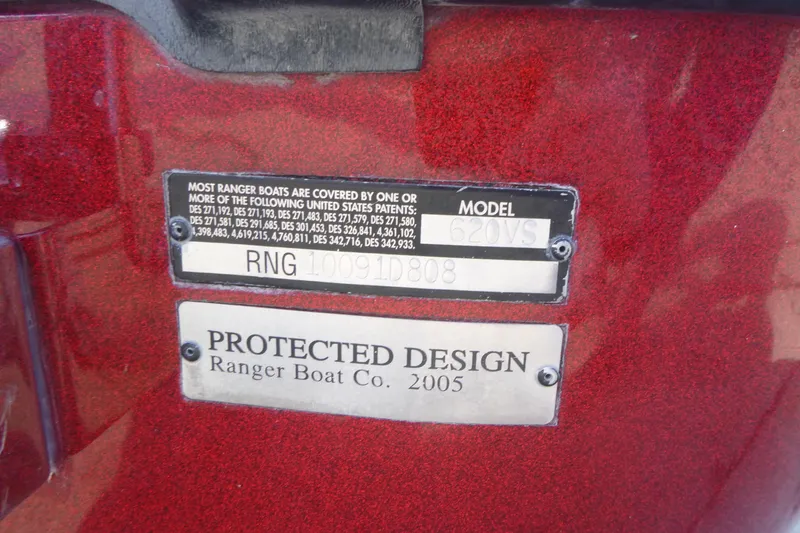 MOST RANGER BOATS ARE COVERED BY ONE OR
MORE OF THE FOLLOWING UNITED STATES PATENTS:
DES 271,192, DES 271,193, DES 271,483, DES 271,579, DES 271,580,
DES 271,581, DES 291,685, DES 301,453, DES 326,841, 4,361,102,
,398,483, 4,619,215, 4,760,811, DES 342,716, DES 342,933.
MODEL
620VS
RNG 10091D808
PROTECTED DESIGN
Ranger Boat Co. 2005